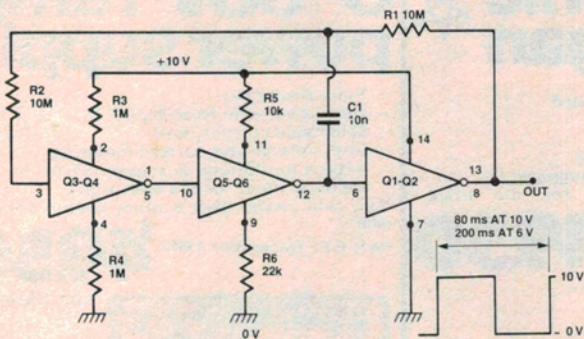 R1 10M
+10 V
R2
10M
R3
1M
R5
10k
C1
10n
2
11
14
3
Q3-Q4
1
5
10
Q5-Q6
12
6
Q1-Q2
13
8
OUT
4
9
7
R4
1M
R6
22k
0 V
80 ms AT 10 V
200 ms AT 6 V
10 V
0 V